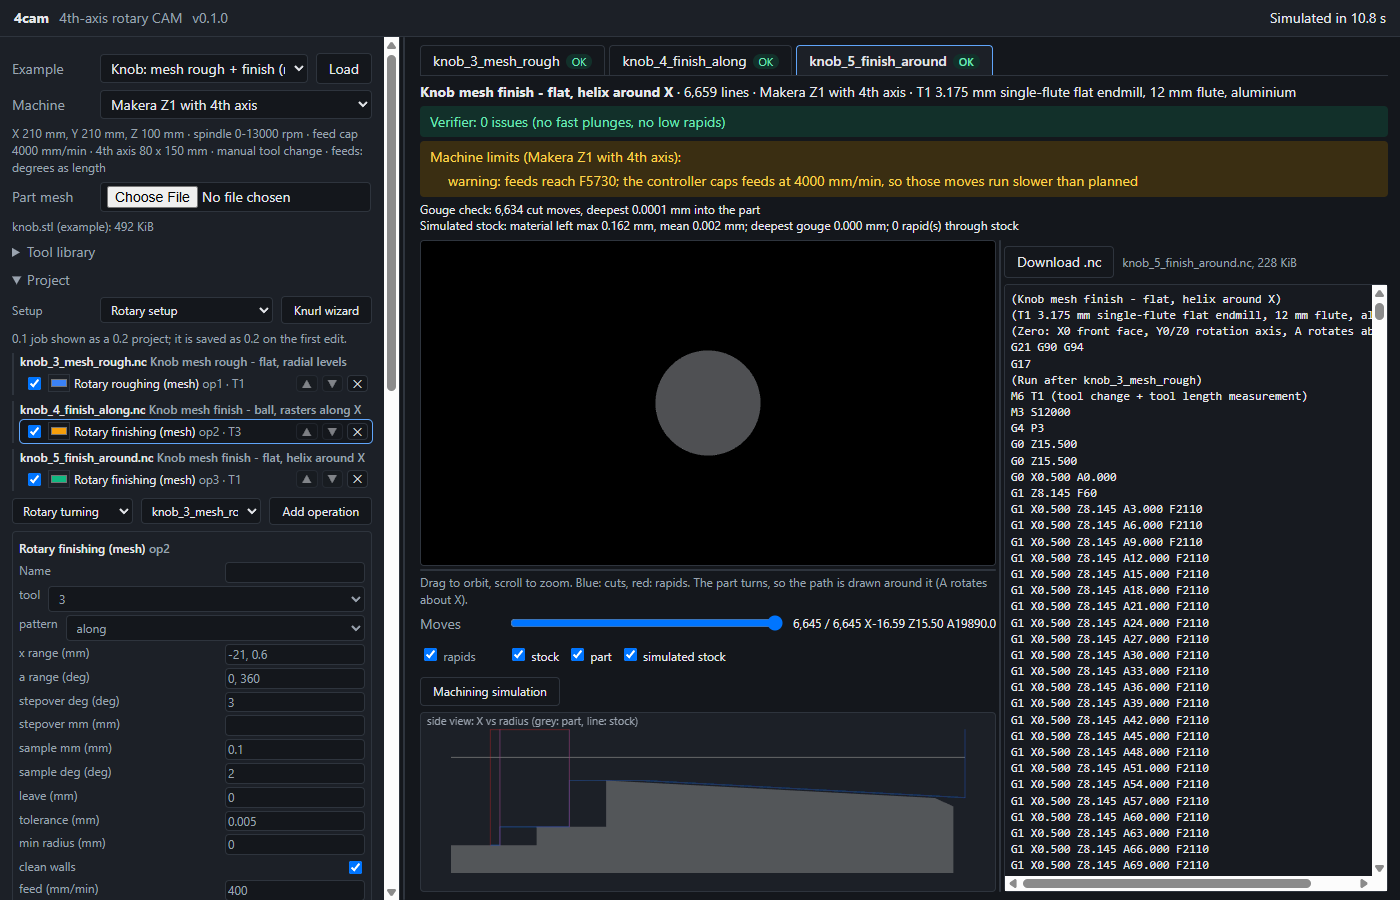 4cam 4th-axis rotary CAM v0.1.0
Simulated in 10.8 s
Example
Knob: mesh rough + finish (
Load
Machine
Makera Z1 with 4th axis
X 210 mm, Y 210 mm, Z 100 mm · spindle 0-13000 rpm · feed cap
4000 mm/min · 4th axis 80 x 150 mm · manual tool change · feeds:
degrees as length
Part mesh
Choose File No file chosen
knob.stl (example): 492 KiB
Tool library
Project
Setup
Rotary setup
Knurl wizard
0.1 job shown as a 0.2 project; it is saved as 0.2 on the first edit.
knob_3_mesh_rough.nc Knob mesh rough - flat, radial levels
Rotary roughing (mesh) op1 · T1
knob_4_finish_along.nc Knob mesh finish - ball, rasters along X
Rotary finishing (mesh) op2 · T3
knob_5_finish_around.nc Knob mesh finish - flat, helix around X
Rotary finishing (mesh) op3 · T1
Rotary turning
knob_3_mesh_ro
Add operation
Rotary finishing (mesh) op2
Name
tool 3
pattern along
x range (mm) -21, 0.6
a range (deg) 0, 360
stepover deg (deg) 3
stepover mm (mm)
sample mm (mm) 0.1
sample deg (deg) 2
leave (mm) 0
tolerance (mm) 0.005
min radius (mm) 0
clean walls
feed (mm/min) 400
knob_3_mesh_rough OK
knob_4_finish_along OK
knob_5_finish_around OK
Knob mesh finish - flat, helix around X · 6,659 lines · Makera Z1 with 4th axis · T1 3.175 mm single-flute flat endmill, 12 mm flute, aluminium
Verifier: 0 issues (no fast plunges, no low rapids)
Machine limits (Makera Z1 with 4th axis):
warning: feeds reach F5730; the controller caps feeds at 4000 mm/min, so those moves run slower than planned
Gouge check: 6,634 cut moves, deepest 0.0001 mm into the part
Simulated stock: material left max 0.162 mm, mean 0.002 mm; deepest gouge 0.000 mm; 0 rapid(s) through stock
Drag to orbit, scroll to zoom. Blue: cuts, red: rapids. The part turns, so the path is drawn around it (A rotates
about X).
Moves
6,645 / 6,645 X-16.59 Z15.50 A19890.0
rapids
stock
part
simulated stock
Machining simulation
side view: X vs radius (grey: part, line: stock)
Download .nc
knob_5_finish_around.nc, 228 KiB
(Knob mesh finish - flat, helix around X)
(T1 3.175 mm single-flute flat endmill, 12 mm flute, al
(Zero: X0 front face, Y0/Z0 rotation axis, A rotates ab
G21 G90 G94
G17
(Run after knob_3_mesh_rough)
M6 T1 (tool change + tool length measurement)
M3 S12000
G4 P3
G0 Z15.500
G0 Z15.500
G0 X0.500 A0.000
G1 Z8.145 F60
G1 X0.500 Z8.145 A3.000 F2110
G1 X0.500 Z8.145 A6.000 F2110
G1 X0.500 Z8.145 A9.000 F2110
G1 X0.500 Z8.145 A12.000 F2110
G1 X0.500 Z8.145 A15.000 F2110
G1 X0.500 Z8.145 A18.000 F2110
G1 X0.500 Z8.145 A21.000 F2110
G1 X0.500 Z8.145 A24.000 F2110
G1 X0.500 Z8.145 A27.000 F2110
G1 X0.500 Z8.145 A30.000 F2110
G1 X0.500 Z8.145 A33.000 F2110
G1 X0.500 Z8.145 A36.000 F2110
G1 X0.500 Z8.145 A39.000 F2110
G1 X0.500 Z8.145 A42.000 F2110
G1 X0.500 Z8.145 A45.000 F2110
G1 X0.500 Z8.145 A48.000 F2110
G1 X0.500 Z8.145 A51.000 F2110
G1 X0.500 Z8.145 A54.000 F2110
G1 X0.500 Z8.145 A57.000 F2110
G1 X0.500 Z8.145 A60.000 F2110
G1 X0.500 Z8.145 A63.000 F2110
G1 X0.500 Z8.145 A66.000 F2110
G1 X0.500 Z8.145 A69.000 F2110